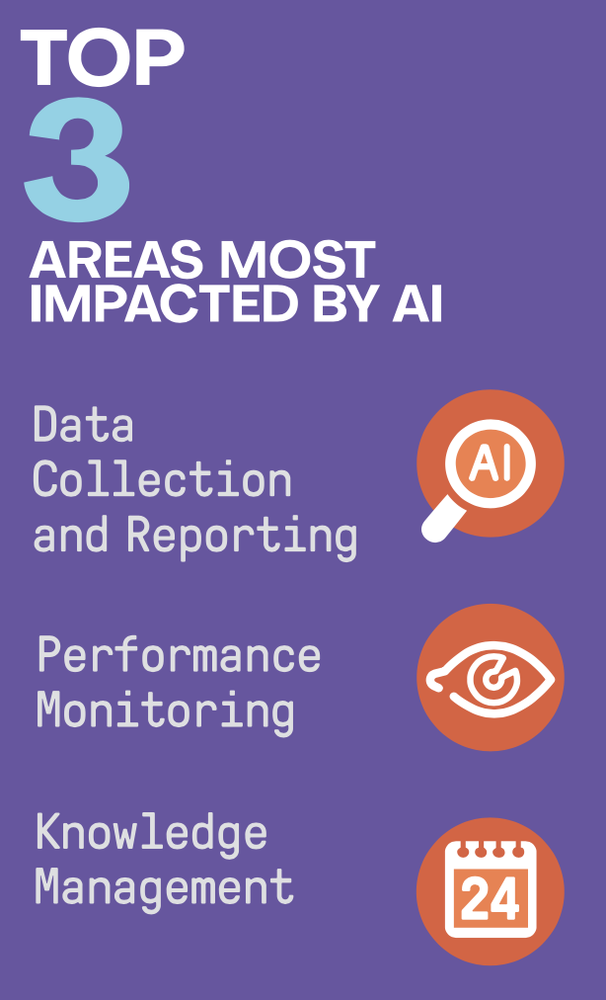 TOP
3
AREAS MOST
IMPACTED BY AI
Data
Collection
and Reporting
AI
Performance
Monitoring
Knowledge
Management
24